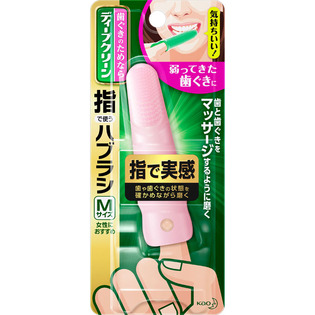 気持ちいい!
弱ってきた
歯ぐきに
歯ぐきのためなら
ディープクリーン
指で使う
ハブラシ
Mサイズ
女性に
おすすめ
歯と歯ぐきを
マッサージするように磨く
指で実感
歯や歯ぐきの状態を
確かめながら磨く
KAO